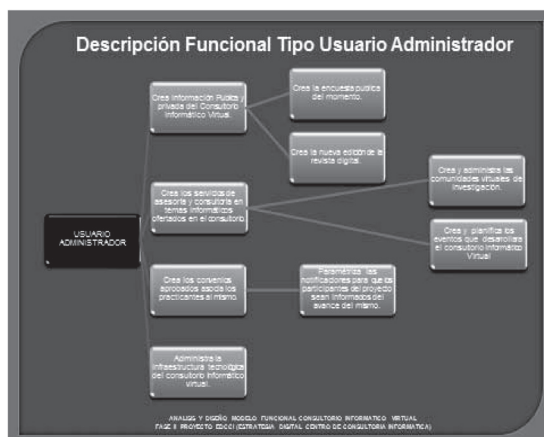 Descripción Funcional Tipo Usuario Administrador
Crea Información Publica y
privada del Consultorio
Informático Virtual.
Crea la encuesta publica
del momento.
Crea la nueva edición de la
revista digital.
Crea los servicios de
asesoría y consultoría en
temas informáticos
ofertados en el consultorio.
Crea y administra las
comunidades virtuales de
investigación.
Crea y planifica los
eventos que desarrollara
el consultorio Informático
Virtual
USUARIO
ADMINISTRADOR
Crea los convenios
aprobados asocia los
practicantes al mismo.
Parametriza las
notificaciones para que los
participantes del proyecto
sean informados del
avance del mismo.
Administra la
infraestructura tecnológica
del consultorio informático
virtual.
ANALISIS Y DISEÑO MODELO FUNCIONAL CONSULTORIO INFORMATICO VIRTUAL
FASE II PROYECTO EDCCI (ESTRATEGIA DIGITAL CENTRO DE CONSULTORIA INFORMATICA)